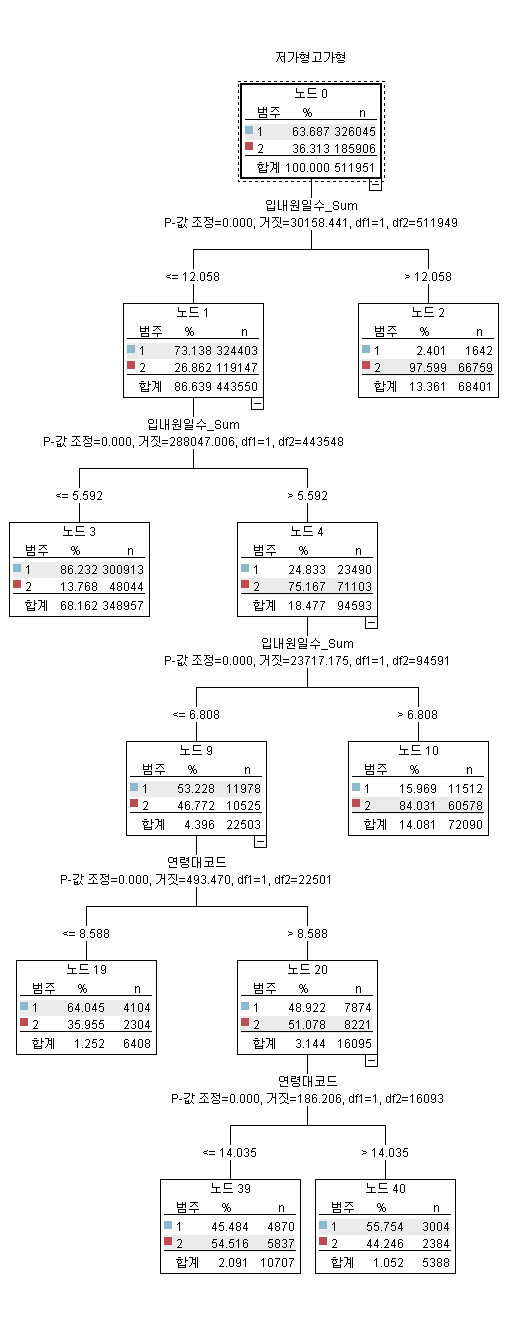 저가형고가형
노드 0
범주 % n
1 63.687 326045
2 36.313 185906
합계 100.000 511951
입내원일수_Sum
P-값 조정=0.000, 거짓=30158.441, df1=1, df2=511949
<= 12.058
> 12.058
노드 1
범주 % n
1 73.138 324403
2 26.862 119147
합계 86.639 443550
노드 2
범주 % n
1 2.401 1642
2 97.599 66759
합계 13.361 68401
입내원일수_Sum
P-값 조정=0.000, 거짓=288047.006, df1=1, df2=443548
<= 5.592
> 5.592
노드 3
범주 % n
1 86.232 300913
2 13.768 48044
합계 68.162 348957
노드 4
범주 % n
1 24.833 23490
2 75.167 71103
합계 18.477 94593
입내원일수_Sum
P-값 조정=0.000, 거짓=23717.175, df1=1, df2=94591
<= 6.808
> 6.808
노드 9
범주 % n
1 53.228 11978
2 46.772 10525
합계 4.396 22503
노드 10
범주 % n
1 15.969 11512
2 84.031 60578
합계 14.081 72090
연령대코드
P-값 조정=0.000, 거짓=493.470, df1=1, df2=22501
<= 8.588
> 8.588
노드 19
범주 % n
1 64.045 4104
2 35.955 2304
합계 1.252 6408
노드 20
범주 % n
1 48.922 7874
2 51.078 8221
합계 3.144 16095
연령대코드
P-값 조정=0.000, 거짓=186.206, df1=1, df2=16093
<= 14.035
> 14.035
노드 39
범주 % n
1 45.484 4870
2 54.516 5837
합계 2.091 10707
노드 40
범주 % n
1 55.754 3004
2 44.246 2384
합계 1.052 5388